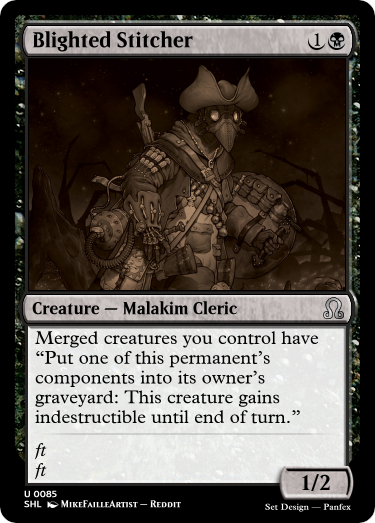 Blighted Stitcher 1
Creature — Malakim Cleric
Merged creatures you control have
“Put one of this permanent’s
components into its owner’s
graveyard: This creature gains
indestructible until end of turn.”
ft
ft
1/2
U 0085
SHL MikeFailleArtist — Reddit
Set Design — Panfex